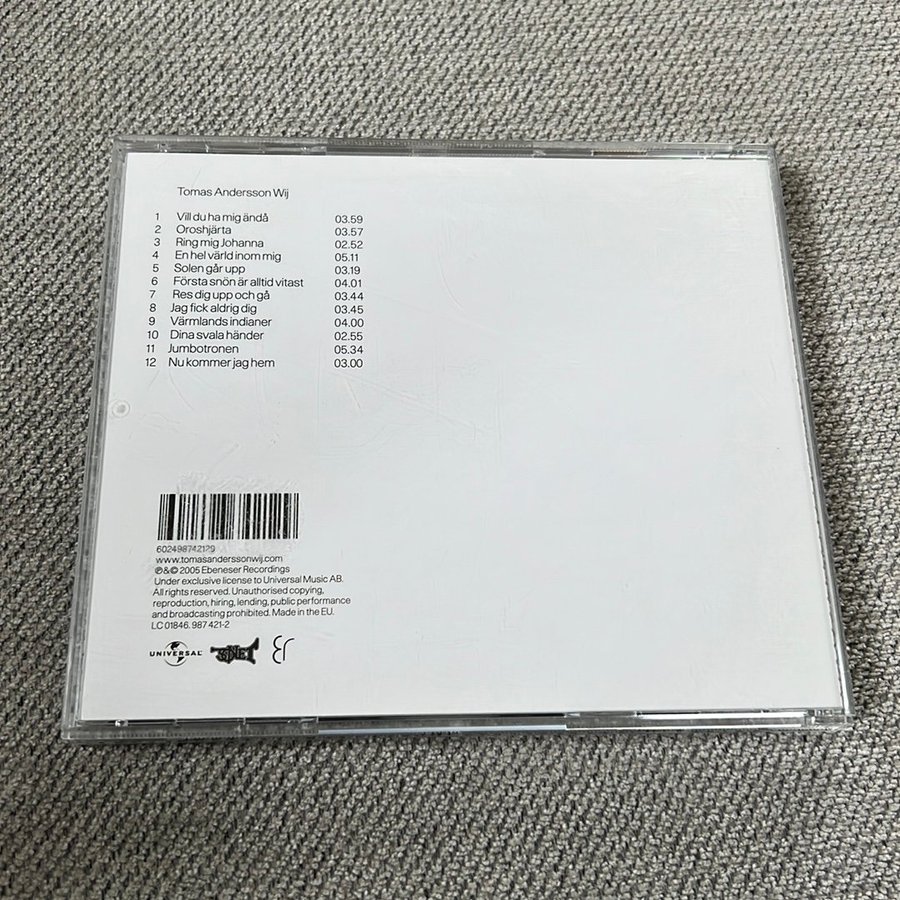 Tomas Andersson Wij
1 Vill du ha mig ändå 03.59
2 Oroshjärta 03.57
3 Ring mig Johanna 02.52
4 En hel värld inom mig 05.11
5 Solen går upp 03.19
6 Första snön är alltid vitast 04.01
7 Res dig upp och gå 03.44
8 Jag fick aldrig dig 03.45
9 Värmlands indianer 04.00
10 Dina svala händer 02.55
11 Jumbotronen 05.34
12 Nu kommer jag hem 03.00
602498742129
www.tomasanderssonwij.com
℗&© 2005 Ebeneser Recordings
Under exclusive license to Universal Music AB.
All rights reserved. Unauthorised copying,
reproduction, hiring, lending, public performance
and broadcasting prohibited. Made in the EU.
LC 01846. 987 421-2
UNIVERSAL